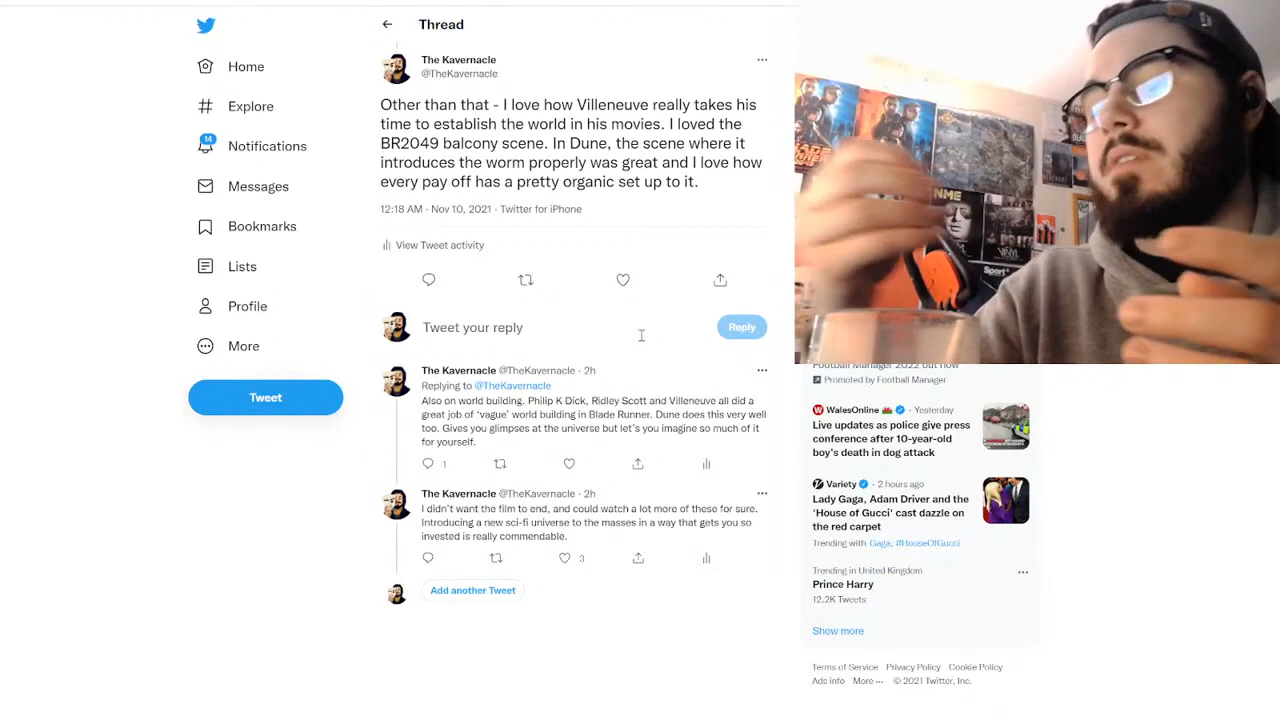 Thread
Home
Explore
14
Notifications
Messages
Bookmarks
Lists
Profile
More
Tweet
The Kavernacle
@TheKavernacle
Other than that - I love how Villeneuve really takes his
time to establish the world in his movies. I loved the
BR2049 balcony scene. In Dune, the scene where it
introduces the worm properly was great and I love how
every pay off has a pretty organic set up to it.
12:18 AM · Nov 10, 2021 · Twitter for iPhone
View Tweet activity
Tweet your reply
Reply
The Kavernacle @TheKavernacle · 2h
Replying to @TheKavernacle
Also on world building. Philip K Dick, Ridley Scott and Villeneuve all did a
great job of ‘vague’ world building in Blade Runner. Dune does this very well
too. Gives you glimpses at the universe but let’s you imagine so much of it
for yourself.
1
The Kavernacle @TheKavernacle · 2h
I didn’t want the film to end, and could watch a lot more of these for sure.
Introducing a new sci-fi universe to the masses in a way that gets you so
invested is really commendable.
3
Add another Tweet
NME
VINYL
Sport
Football Manager 2022 out now
Promoted by Football Manager
WalesOnline · Yesterday
Live updates as police give press
conference after 10-year-old
boy's death in dog attack
Variety · 2 hours ago
Lady Gaga, Adam Driver and the
'House of Gucci' cast dazzle on
the red carpet
Trending with Gaga, #HouseOfGucci
Trending in United Kingdom
Prince Harry
12.2K Tweets
Show more
Terms of Service Privacy Policy Cookie Policy
Ads info More ··· © 2021 Twitter, Inc.